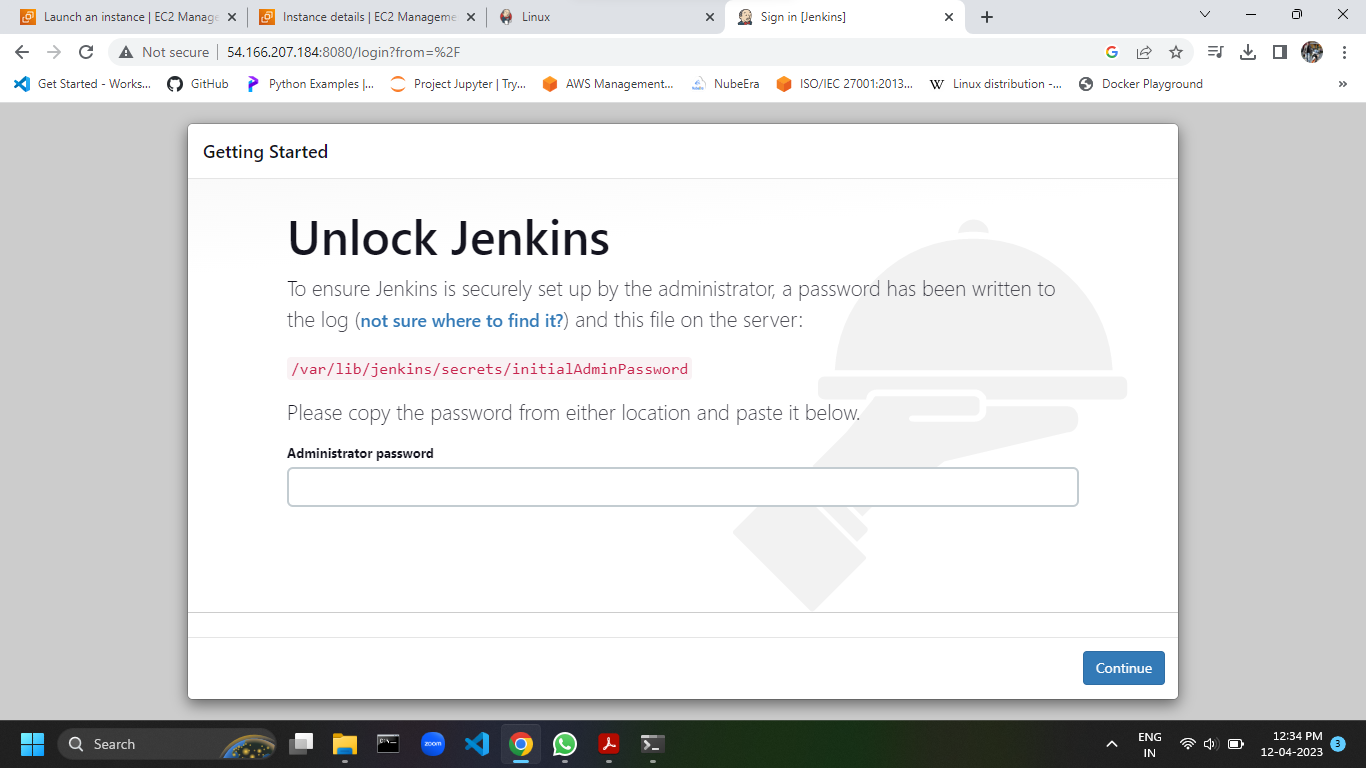 Launch an instance | EC2 Manage
Instance details | EC2 Manageme
Linux
Sign in [Jenkins]
Not secure
54.166.207.184:8080/login?from=%2F
Get Started - Works...
GitHub
Python Examples |...
Project Jupyter | Try...
AWS Management...
NubeEra
ISO/IEC 27001:2013...
Linux distribution -...
Docker Playground
»
Getting Started
Unlock Jenkins
To ensure Jenkins is securely set up by the administrator, a password has been written to
the log (not sure where to find it?) and this file on the server:
/var/lib/jenkins/secrets/initialAdminPassword
Please copy the password from either location and paste it below.
Administrator password
Continue
Search
zoom
ENG
IN
12:34 PM
12-04-2023
3